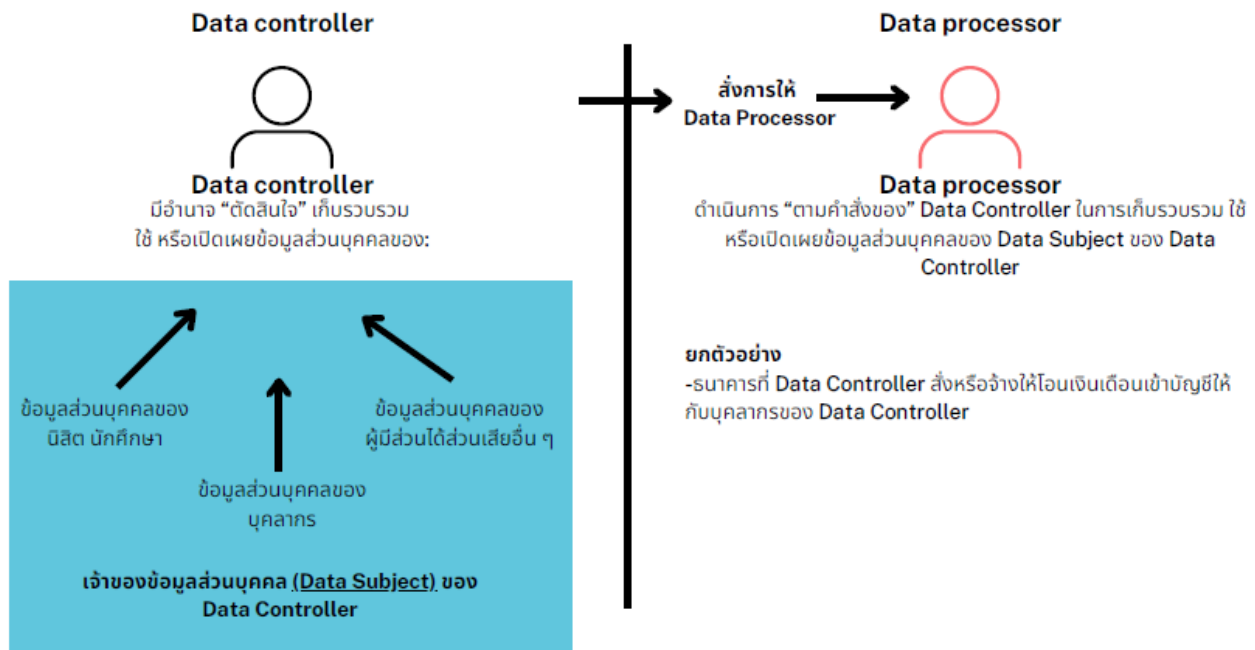 Data controller
Data controller
มีอำนาจ “ตัดสินใจ” เก็บรวบรวม
ใช้ หรือเปิดเผยข้อมูลส่วนบุคคลของ:
ข้อมูลส่วนบุคคลของ
นิสิต นักศึกษา
ข้อมูลส่วนบุคคลของ
ผู้มีส่วนได้ส่วนเสียอื่น ๆ
ข้อมูลส่วนบุคคลของ
บุคลากร
เจ้าของข้อมูลส่วนบุคคล (Data Subject) ของ
Data Controller
Data processor
สั่งการให้
Data Processor
Data processor
ดำเนินการ “ตามคำสั่งของ” Data Controller ในการเก็บรวบรวม ใช้
หรือเปิดเผยข้อมูลส่วนบุคคลของ Data Subject ของ Data
Controller
ยกตัวอย่าง
-ธนาคารที่ Data Controller สั่งหรือจ้างให้โอนเงินเดือนเข้าบัญชีให้
กับบุคลากรของ Data Controller